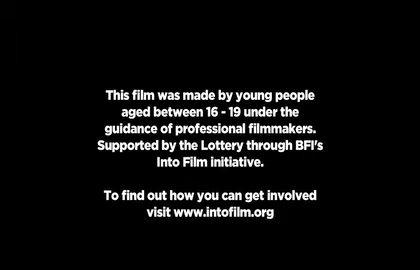 This film was made by young people
aged between 16 - 19 under the
guidance of professional filmmakers.
Supported by the Lottery through BFI's
Into Film initiative.
To find out how you can get involved
visit www.intofilm.org